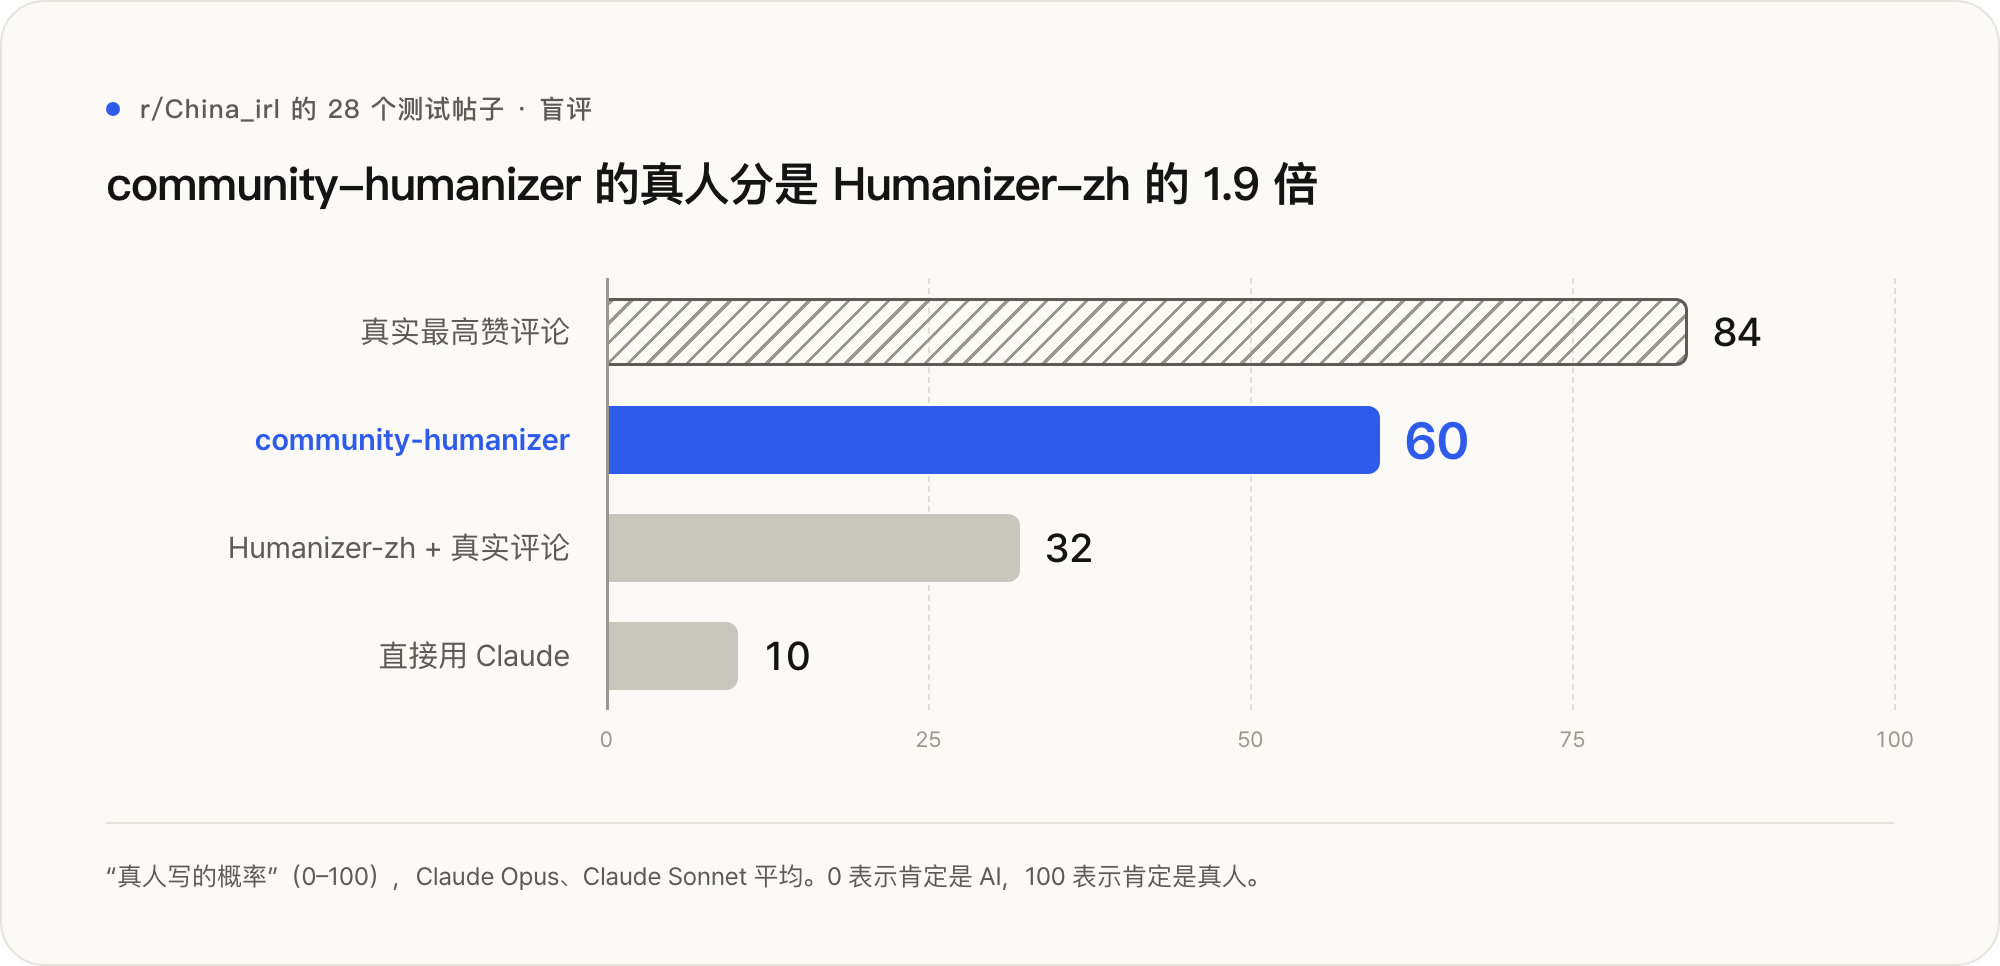 r/China_irl 的 28 个测试帖子 · 盲评
community–humanizer 的真人分是 Humanizer–zh 的 1.9 倍
真实最高赞评论 84
community-humanizer 60
Humanizer-zh + 真实评论 32
直接用 Claude 10
0 25 50 75 100
“真人写的概率”（0–100），Claude Opus、Claude Sonnet 平均。0 表示肯定是 AI，100 表示肯定是真人。